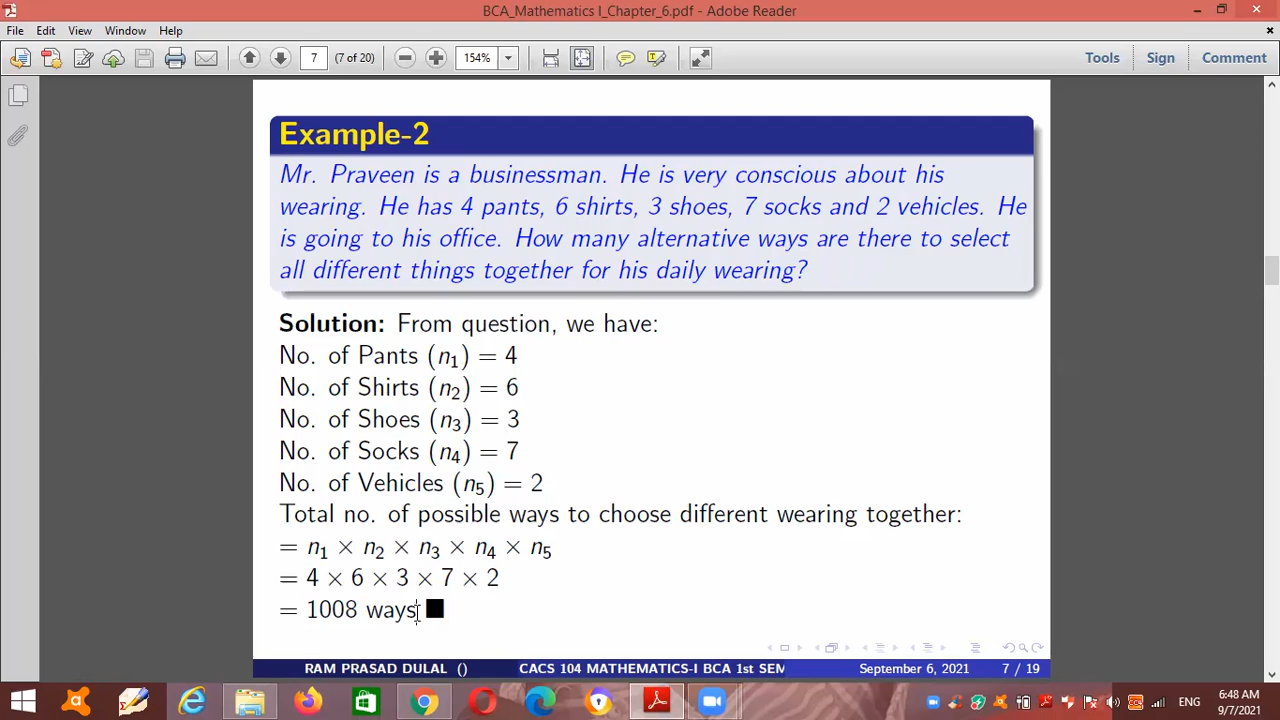 BCA_Mathematics I_Chapter_6.pdf - Adobe Reader
File Edit View Window Help
7 (7 of 20) 154% Tools Sign Comment
Example-2
Mr. Praveen is a businessman. He is very conscious about his
wearing. He has 4 pants, 6 shirts, 3 shoes, 7 socks and 2 vehicles. He
is going to his office. How many alternative ways are there to select
all different things together for his daily wearing?
Solution: From question, we have:
No. of Pants (n₁) = 4
No. of Shirts (n₂) = 6
No. of Shoes (n₃) = 3
No. of Socks (n₄) = 7
No. of Vehicles (n₅) = 2
Total no. of possible ways to choose different wearing together:
= n₁ × n₂ × n₃ × n₄ × n₅
= 4 × 6 × 3 × 7 × 2
= 1008 ways ■
RAM PRASAD DULAL () CACS 104 MATHEMATICS-I BCA 1st SEM September 6, 2021 7 / 19
ENG 6:48 AM
9/7/2021